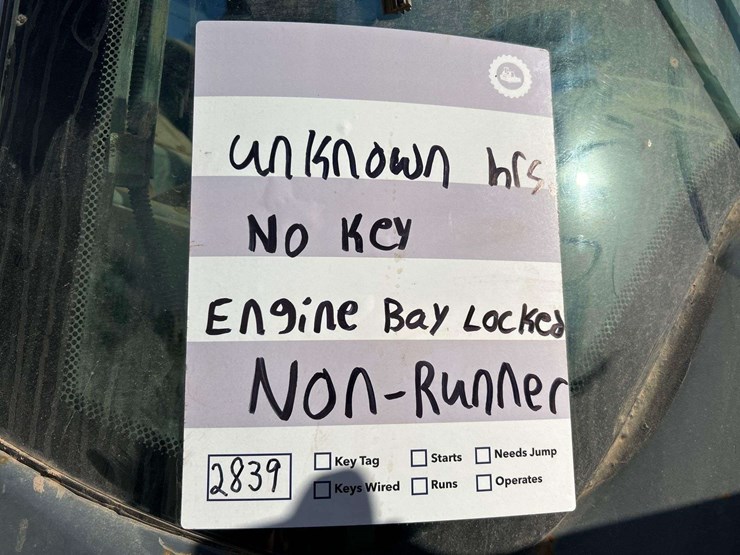 unknown hrs
No Key
Engine Bay Locked
Non-Runner
2839
Key Tag Starts Needs Jump
Keys Wired Runs Operates